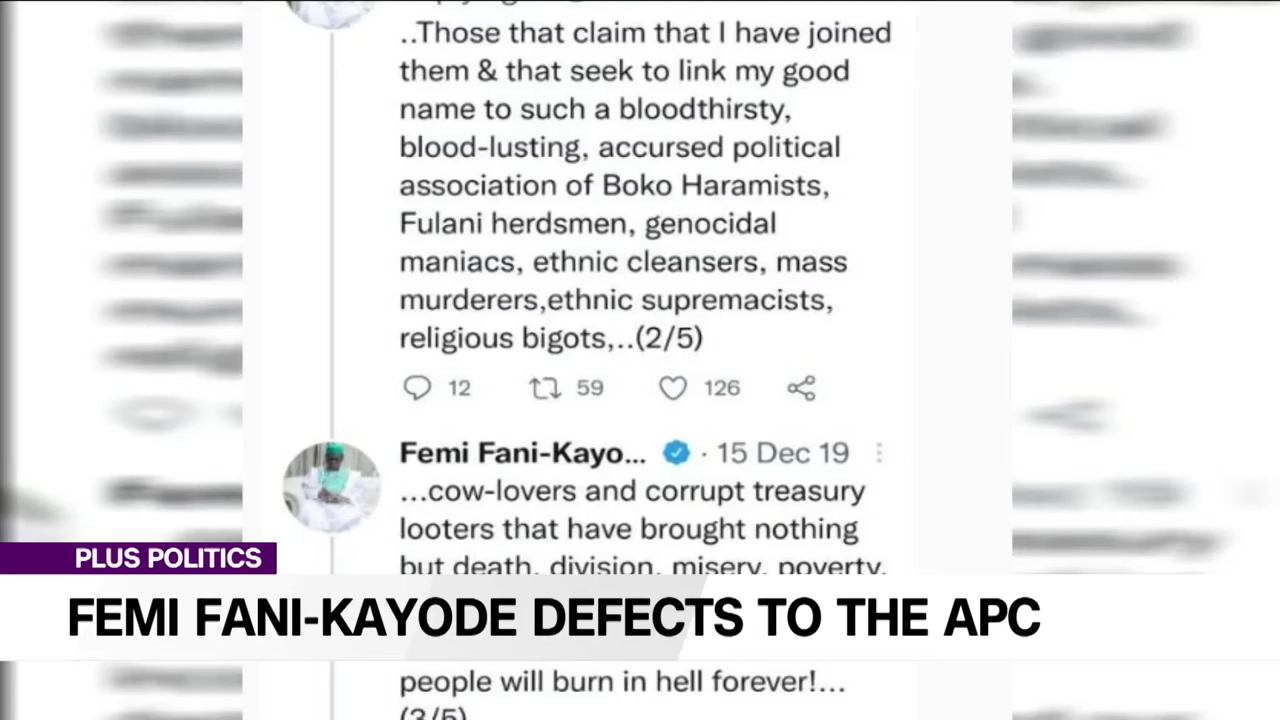 ..Those that claim that I have joined
them & that seek to link my good
name to such a bloodthirsty,
blood-lusting, accursed political
association of Boko Haramists,
Fulani herdsmen, genocidal
maniacs, ethnic cleansers, mass
murderers,ethnic supremacists,
religious bigots,..(2/5)
12 59 126
Femi Fani-Kayo... · 15 Dec 19
...cow-lovers and corrupt treasury
looters that have brought nothing
but death, division, misery, poverty,
PLUS POLITICS
FEMI FANI-KAYODE DEFECTS TO THE APC
people will burn in hell forever!...
(3/5)